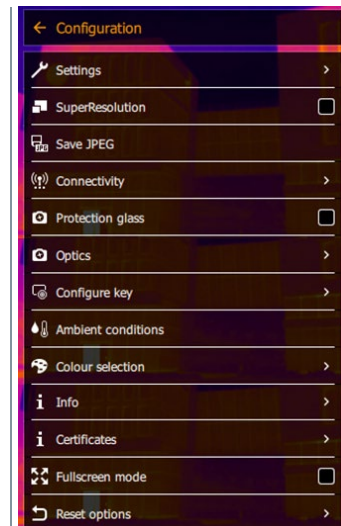 Configuration
Settings
SuperResolution
JPG
Save JPEG
Connectivity
Protection glass
Optics
Configure key
Ambient conditions
Colour selection
Info
Certificates
Fullscreen mode
Reset options